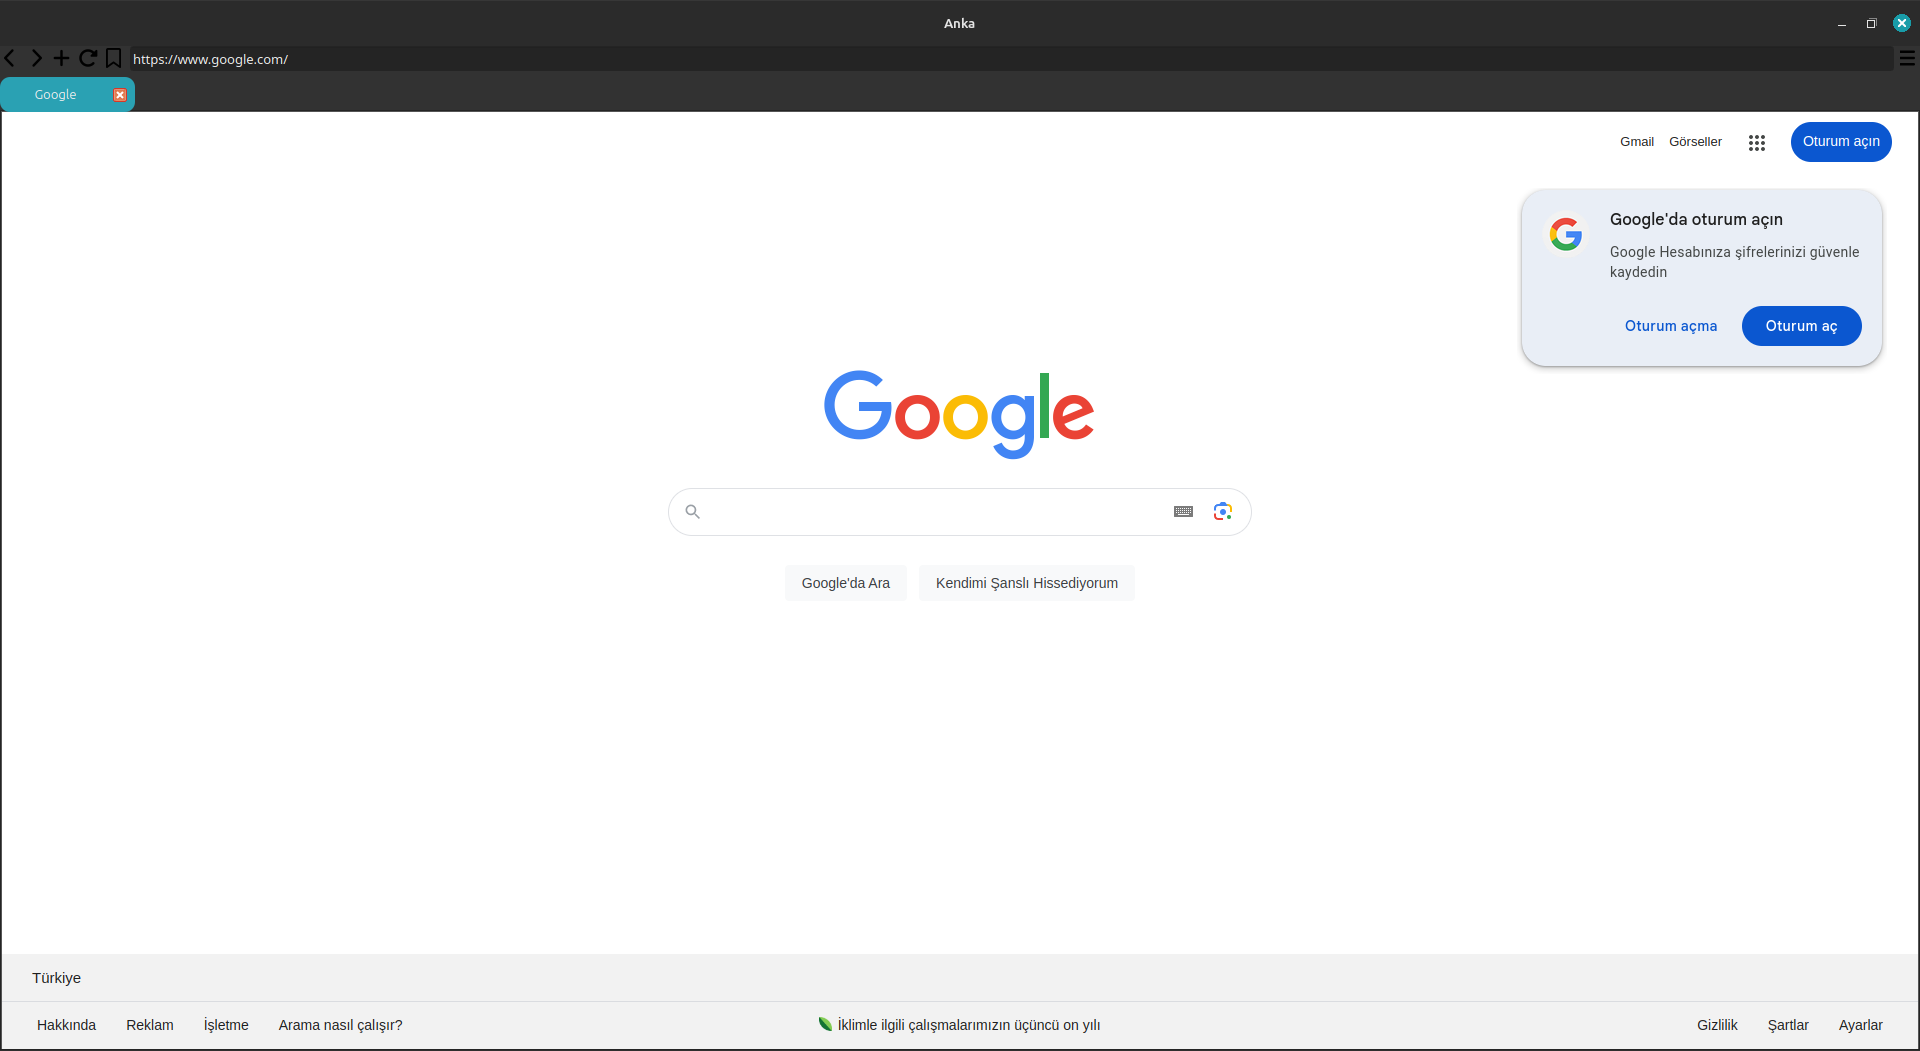 Anka
https://www.google.com/
Google
Gmail Görseller Oturum açın
Google'da oturum açın
Google Hesabınıza şifrelerinizi güvenle
kaydedin
Oturum açma Oturum aç
Google
Google'da Ara Kendimi Şanslı Hissediyorum
Türkiye
Hakkında Reklam İşletme Arama nasıl çalışır? İklimle ilgili çalışmalarımızın üçüncü on yılı Gizlilik Şartlar Ayarlar